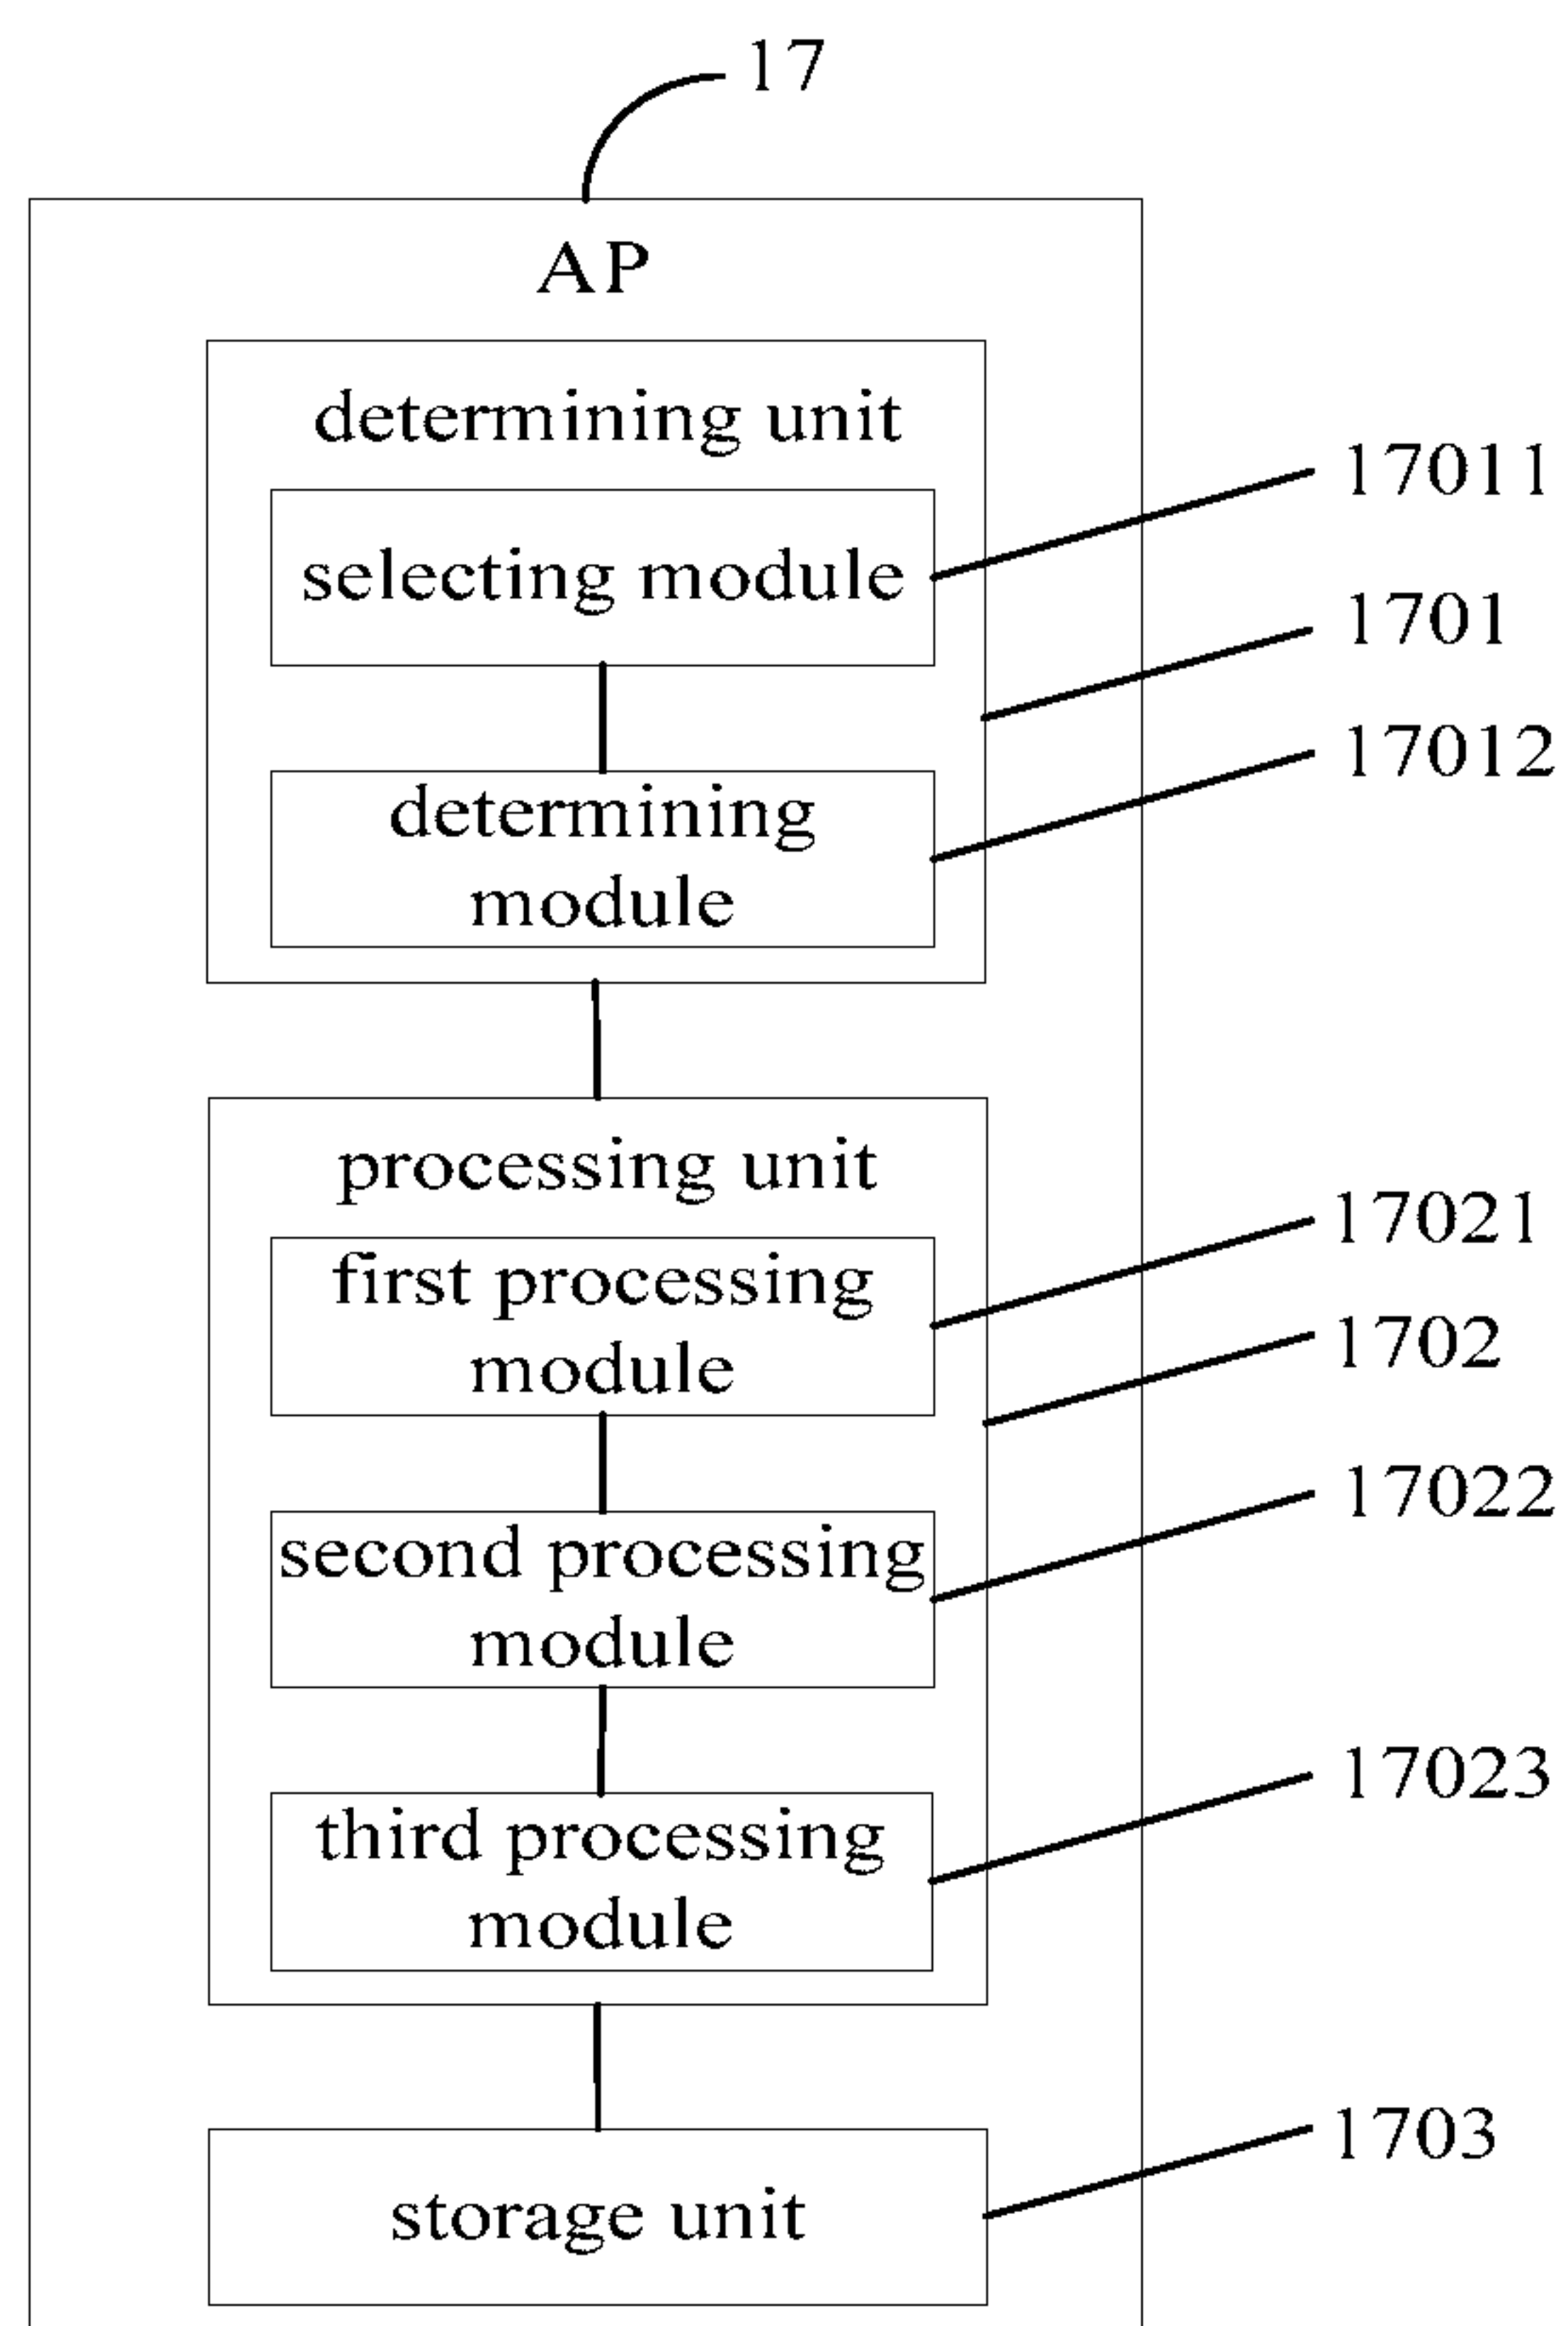 17
AP
determining unit
17011
selecting module
1701
17012
determining
module
processing unit
17021
first processing
module
1702
17022
second processing
module
17023
third processing
module
1703
storage unit